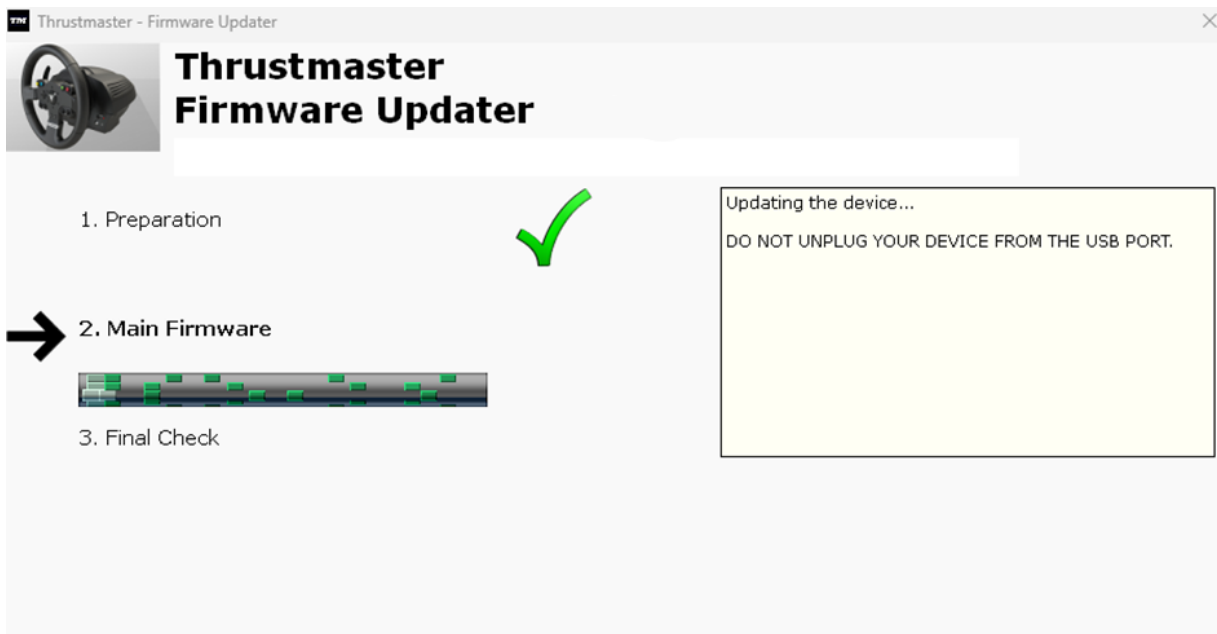 TM Thrustmaster - Firmware Updater
Thrustmaster
Firmware Updater
1. Preparation
Updating the device...
DO NOT UNPLUG YOUR DEVICE FROM THE USB PORT.
2. Main Firmware
3. Final Check